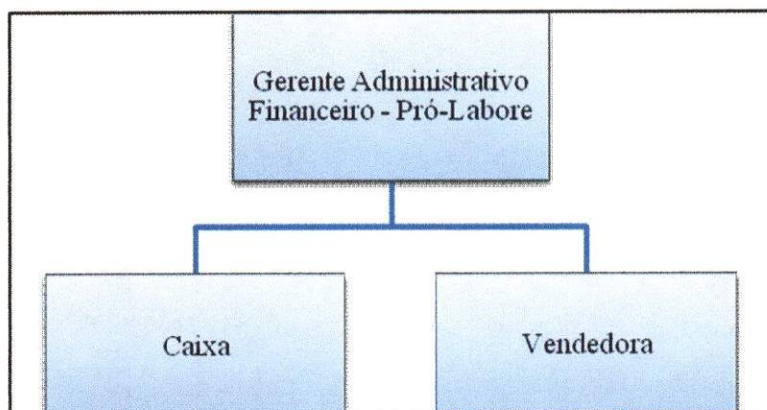 Gerente Administrativo
Financeiro - Pró-Labore
Caixa
Vendedora